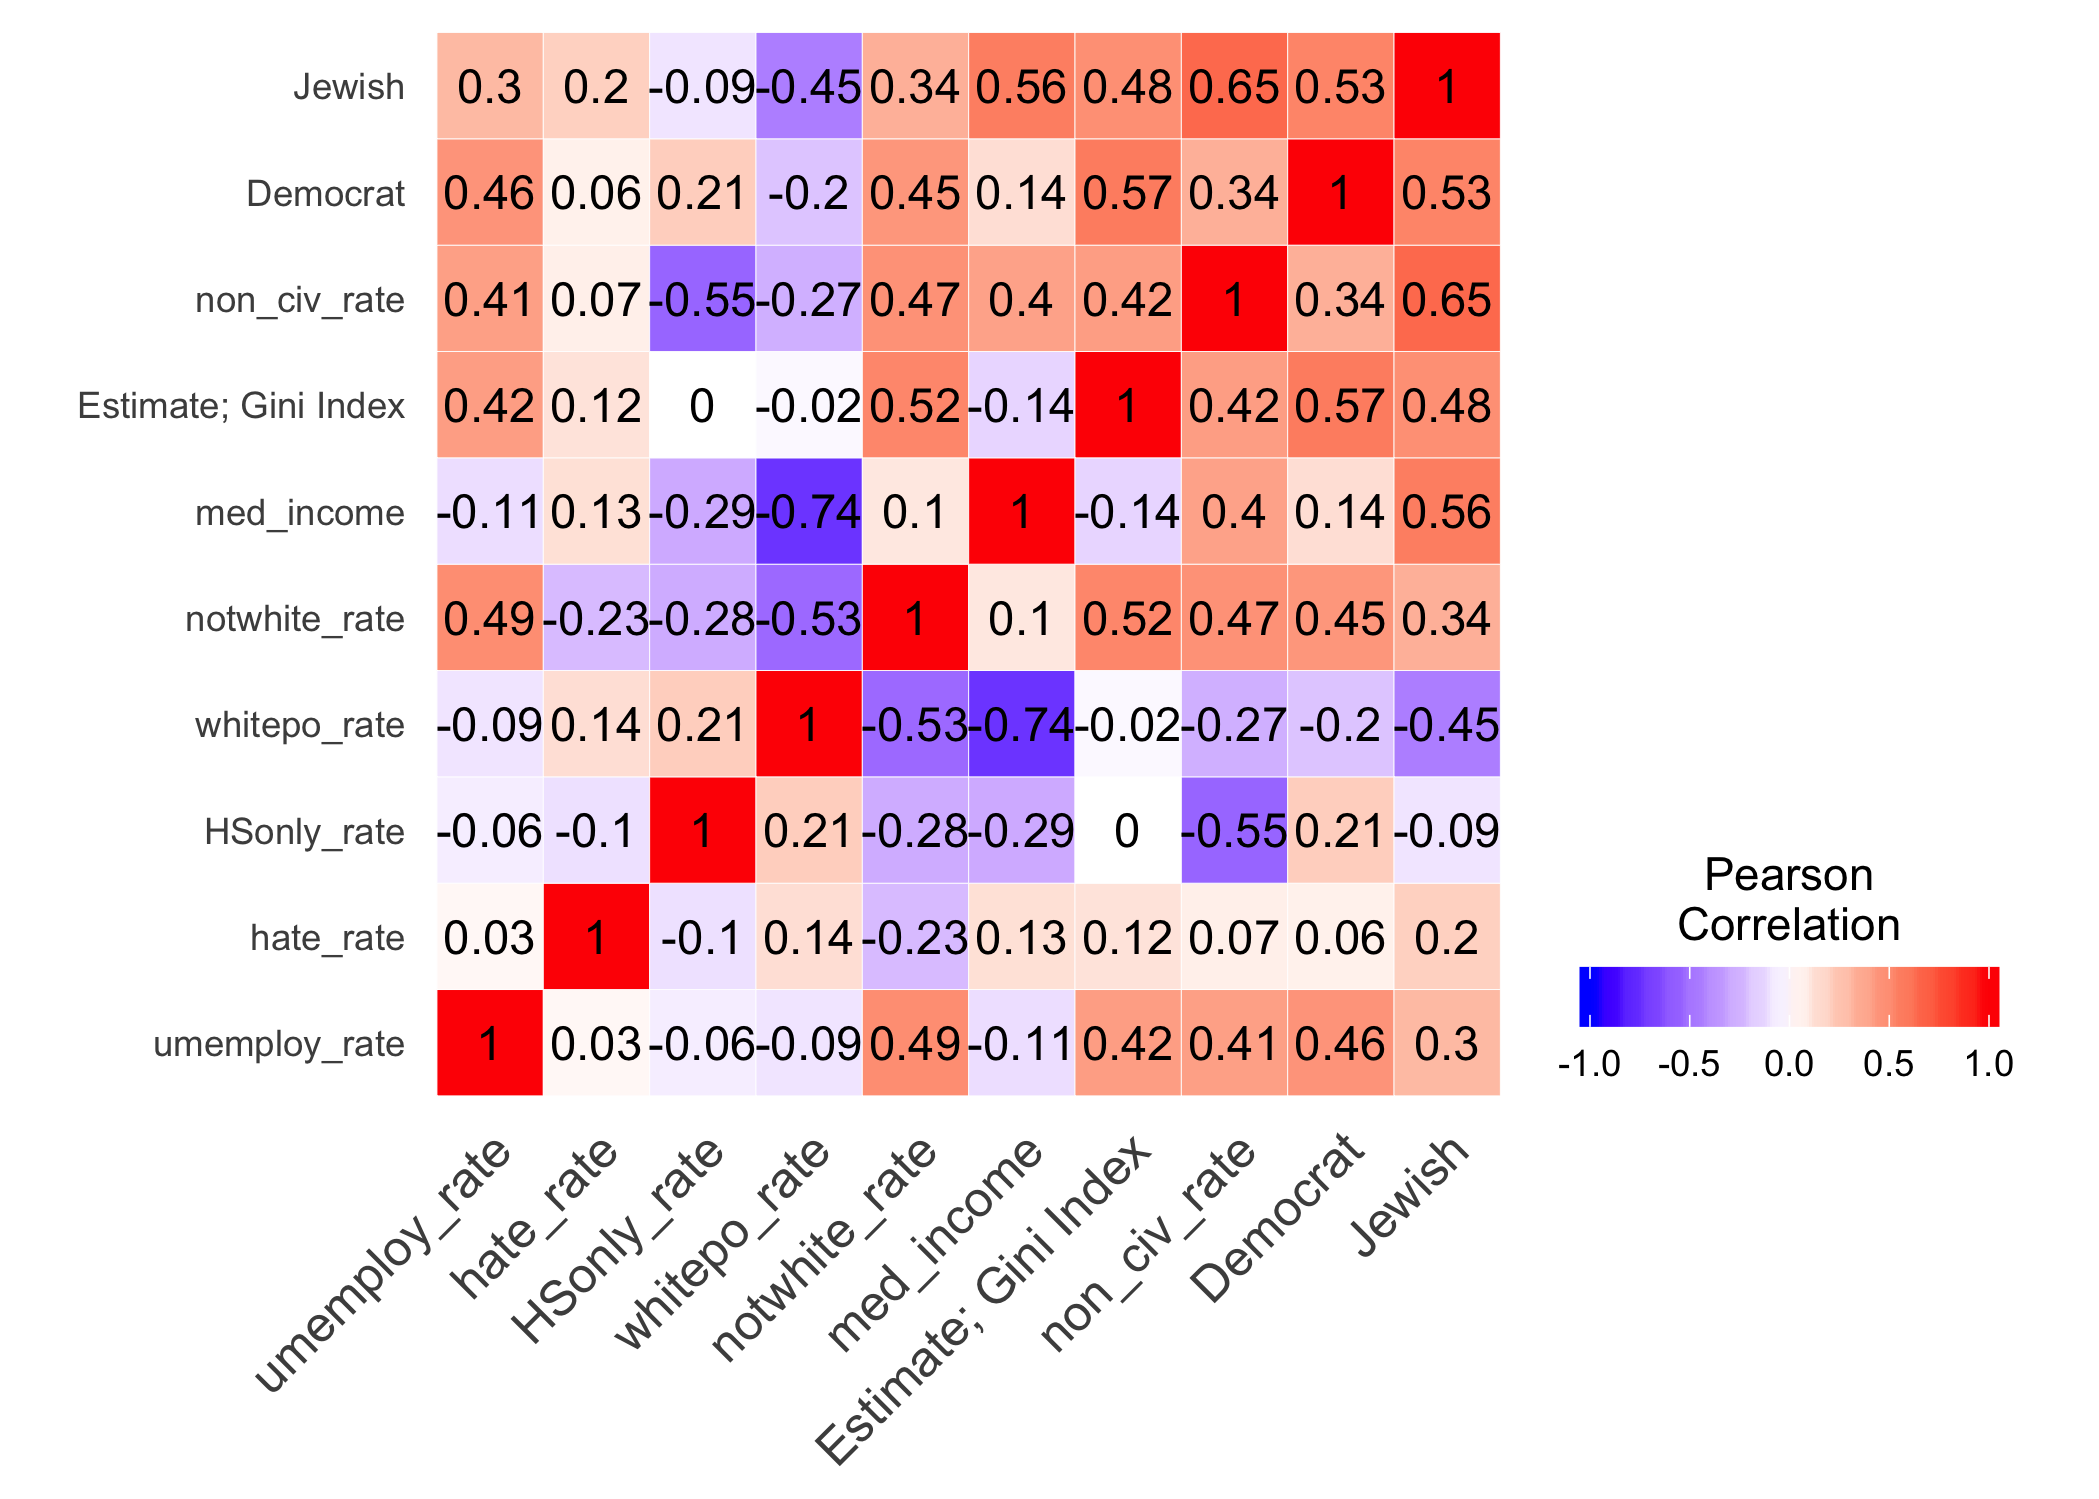 Jewish 0.3 0.2 -0.09 -0.45 0.34 0.56 0.48 0.65 0.53 1
Democrat 0.46 0.06 0.21 -0.2 0.45 0.14 0.57 0.34 1 0.53
non_civ_rate 0.41 0.07 -0.55 -0.27 0.47 0.4 0.42 1 0.34 0.65
Estimate; Gini Index 0.42 0.12 0 -0.02 0.52 -0.14 1 0.42 0.57 0.48
med_income -0.11 0.13 -0.29 -0.74 0.1 1 -0.14 0.4 0.14 0.56
notwhite_rate 0.49 -0.23 -0.28 -0.53 1 0.1 0.52 0.47 0.45 0.34
whitepo_rate -0.09 0.14 0.21 1 -0.53 -0.74 -0.02 -0.27 -0.2 -0.45
HSonly_rate -0.06 -0.1 1 0.21 -0.28 -0.29 0 -0.55 0.21 -0.09
hate_rate 0.03 1 -0.1 0.14 -0.23 0.13 0.12 0.07 0.06 0.2
umemploy_rate 1 0.03 -0.06 -0.09 0.49 -0.11 0.42 0.41 0.46 0.3
umemploy_rate
hate_rate
HSonly_rate
whitepo_rate
notwhite_rate
med_income
Estimate; Gini Index
non_civ_rate
Democrat
Jewish
Pearson
Correlation
-1.0 -0.5 0.0 0.5 1.0